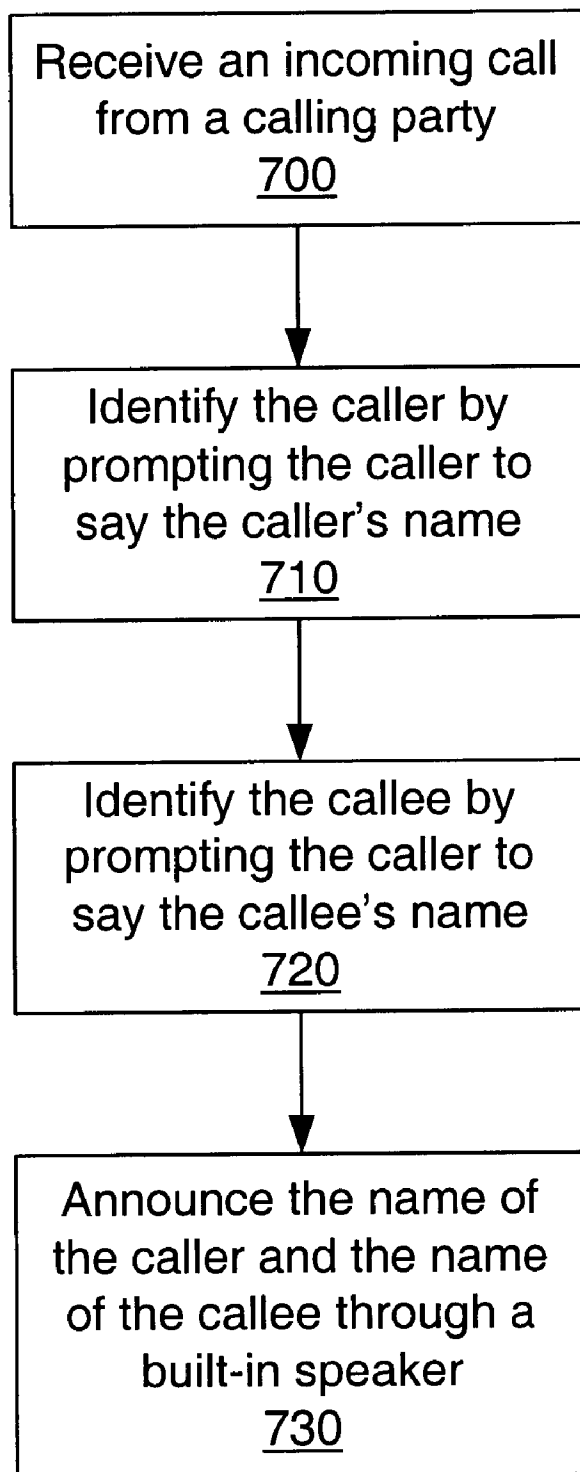 Receive an incoming call
from a calling party
700
Identify the caller by
prompting the caller to
say the caller's name
710
Identify the callee by
prompting the caller to
say the callee's name
720
Announce the name of
the caller and the name
of the callee through a
built-in speaker
730